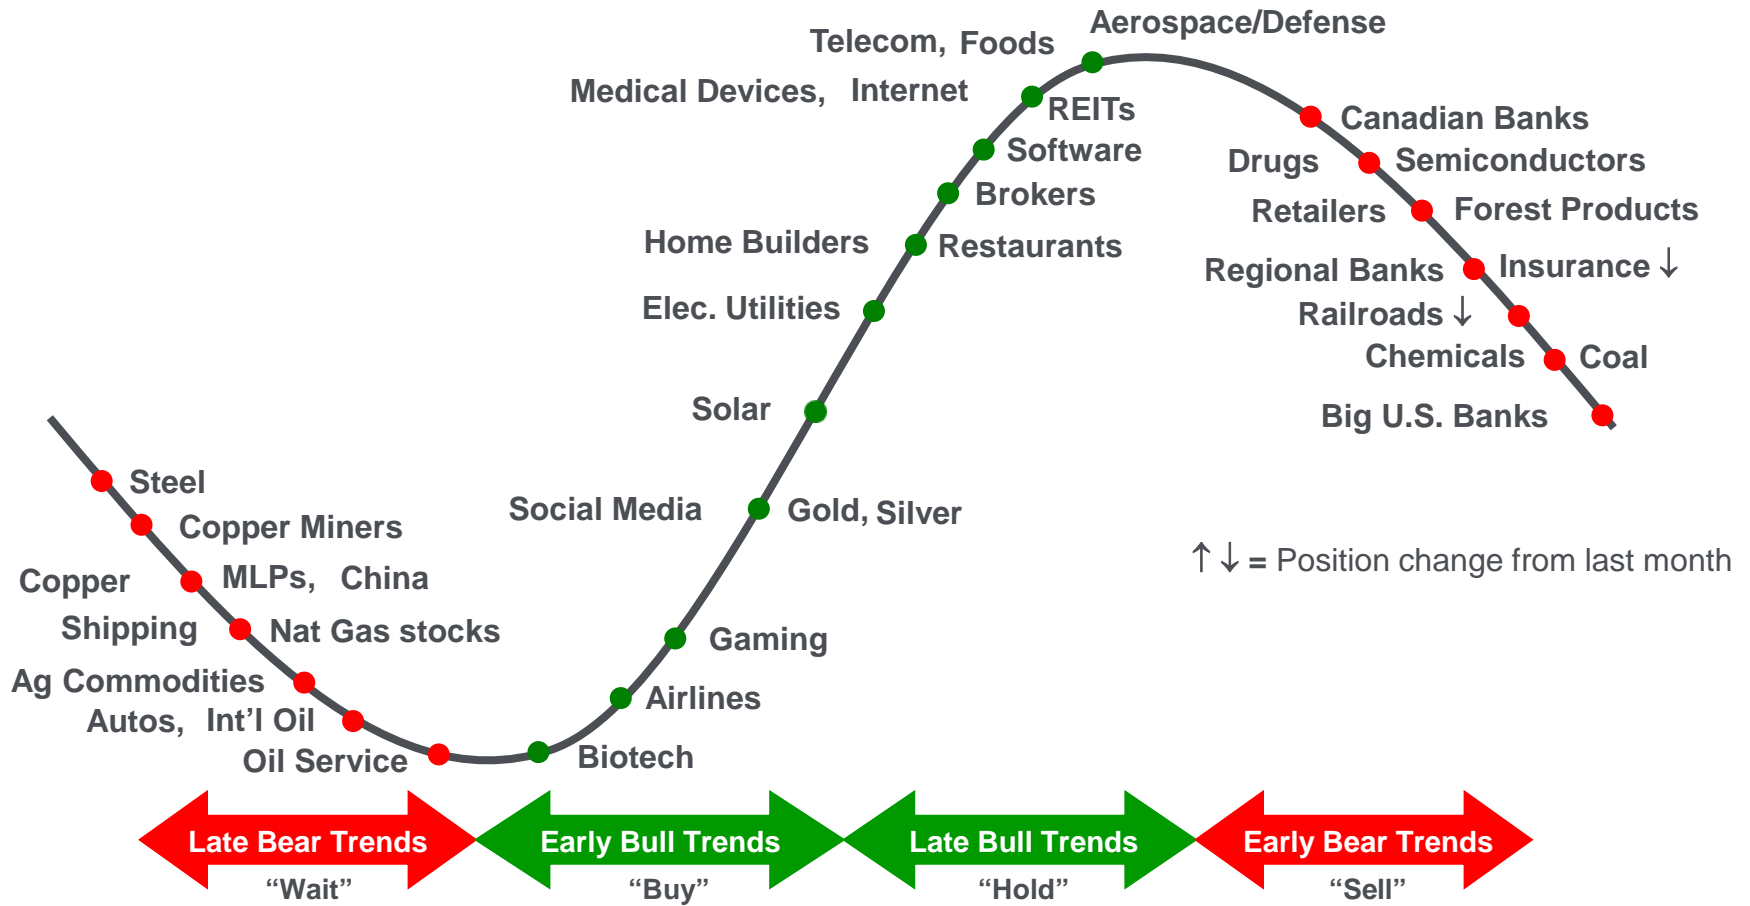 Aerospace/Defense
Telecom, Foods
Medical Devices, Internet
REITs
Software
Brokers
Home Builders
Restaurants
Elec. Utilities
Solar
Social Media
Gold, Silver
Gaming
Airlines
Biotech
Canadian Banks
Drugs
Semiconductors
Retailers
Forest Products
Regional Banks
Insurance ↓
Railroads ↓
Chemicals
Coal
Big U.S. Banks
Steel
Copper Miners
Copper
MLPs, China
Shipping
Nat Gas stocks
Ag Commodities
Autos, Int’l Oil
Oil Service
↑ ↓ = Position change from last month
Late Bear Trends
“Wait”
Early Bull Trends
“Buy”
Late Bull Trends
“Hold”
Early Bear Trends
“Sell”